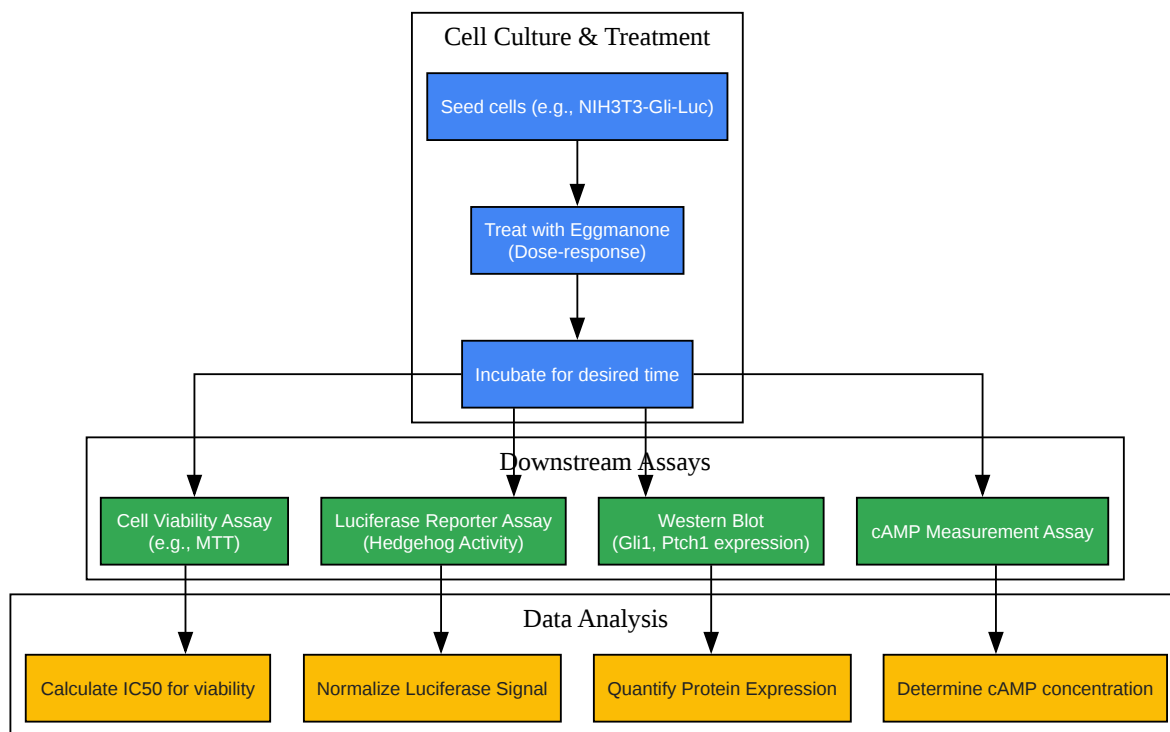 Cell Culture & Treatment
Seed cells (e.g., NIH3T3-Gli-Luc)
Treat with Eggmanone
(Dose-response)
Incubate for desired time
Downstream Assays
Cell Viability Assay
(e.g., MTT)
Luciferase Reporter Assay
(Hedgehog Activity)
Western Blot
(Gli1, Ptch1 expression)
cAMP Measurement Assay
Data Analysis
Calculate IC50 for viability
Normalize Luciferase Signal
Quantify Protein Expression
Determine cAMP concentration